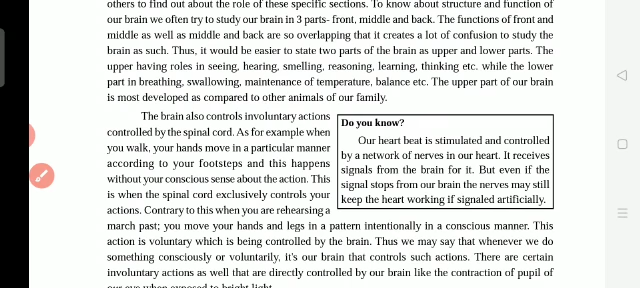 others to find out about the role of these specific sections. To know about structure and function of
our brain we often try to study our brain in 3 parts- front, middle and back. The functions of front and
middle as well as middle and back are so overlapping that it creates a lot of confusion to study the
brain as such. Thus, it would be easier to state two parts of the brain as upper and lower parts. The
upper having roles in seeing, hearing, smelling, reasoning, learning, thinking etc. while the lower
part in breathing, swallowing, maintenance of temperature, balance etc. The upper part of our brain
is most developed as compared to other animals of our family.
The brain also controls involuntary actions
controlled by the spinal cord. As for example when
you walk, your hands move in a particular manner
according to your footsteps and this happens
without your conscious sense about the action. This
is when the spinal cord exclusively controls your
actions. Contrary to this when you are rehearsing a
Do you know?
Our heart beat is stimulated and controlled
by a network of nerves in our heart. It receives
signals from the brain for it. But even if the
signal stops from our brain the nerves may still
keep the heart working if signaled artificially.
march past; you move your hands and legs in a pattern intentionally in a conscious manner. This
action is voluntary which is being controlled by the brain. Thus we may say that whenever we do
something consciously or voluntarily, it's our brain that controls such actions. There are certain
involuntary actions as well that are directly controlled by our brain like the contraction of pupil of
our eye when exposed to bright light.